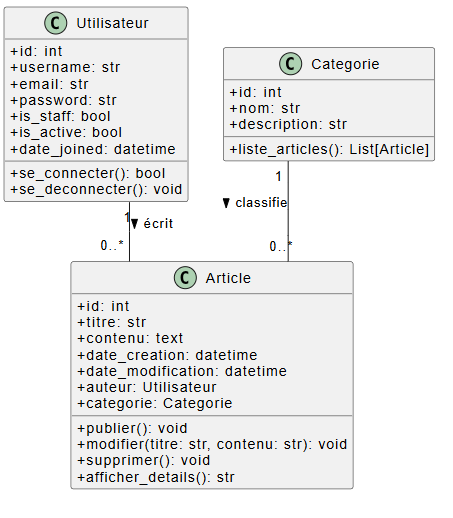 C Utilisateur
+id: int
+username: str
+email: str
+password: str
+is_staff: bool
+is_active: bool
+date_joined: datetime
+se_connecter(): bool
+se_deconnecter(): void
C Categorie
+id: int
+nom: str
+description: str
+liste_articles(): List[Article]
1
écrit
0..*
1
classifie
0..*
C Article
+id: int
+titre: str
+contenu: text
+date_creation: datetime
+date_modification: datetime
+auteur: Utilisateur
+categorie: Categorie
+publier(): void
+modifier(titre: str, contenu: str): void
+supprimer(): void
+afficher_details(): str